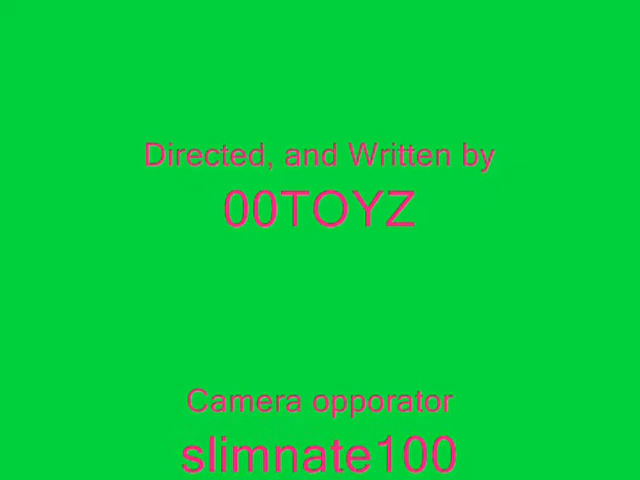 Directed, and Written by
00TOYZ
Camera opporator
slimnate100